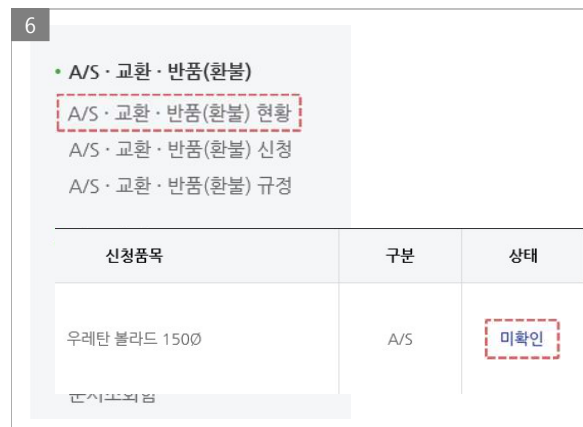 6
• A/S · 교환 · 반품(환불)
A/S · 교환 · 반품(환불) 현황
A/S · 교환 · 반품(환불) 신청
A/S · 교환 · 반품(환불) 규정
신청품목 구분 상태
우레탄 볼라드 150Ø A/S 미확인